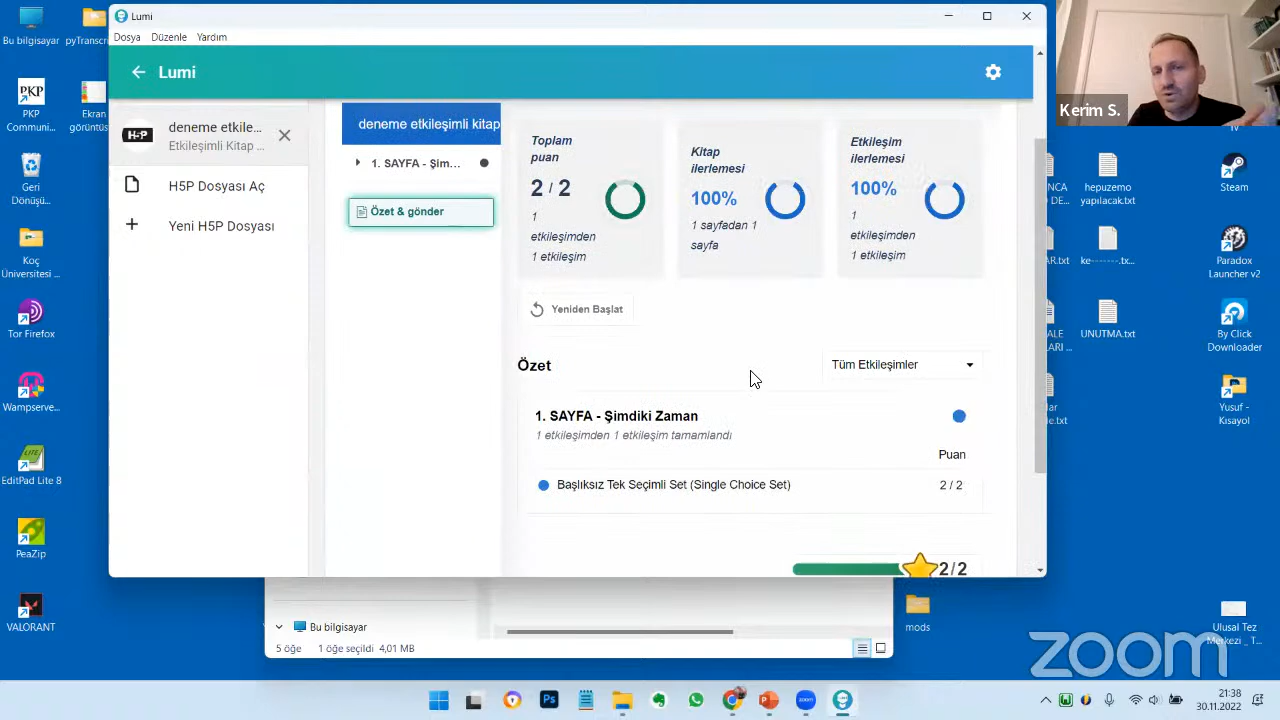 Bu bilgisayar
pyTranscri
PKP
PKP
Communi...
Ekran
görüntüs
Geri
Dönüşü...
Koç
Üniversitesi ...
Tor Firefox
Wampserve...
LITE
EditPad Lite 8
PeaZip
VALORANT
Lumi
Dosya Düzenle Yardım
Lumi
H-P
deneme etkile...
Etkileşimli Kitap ...
H5P Dosyası Aç
Yeni H5P Dosyası
deneme etkileşimli kitap
1. SAYFA - Şim...
Özet & gönder
Toplam
puan
2 / 2
1
etkileşimden
1 etkileşim
Kitap
ilerlemesi
100%
1 sayfadan 1
sayfa
Etkileşim
ilerlemesi
100%
1
etkileşimden
1 etkileşim
Yeniden Başlat
Özet
Tüm Etkileşimler
1. SAYFA - Şimdiki Zaman
1 etkileşimden 1 etkileşim tamamlandı
Puan
Başlıksız Tek Seçimli Set (Single Choice Set)
2 / 2
2/2
Bu bilgisayar
5 öğe 1 öğe seçildi 4,01 MB
Kerim S.
hepuzemo
yapılacak.txt
Steam
ke-------.tx...
Paradox
Launcher v2
UNUTMA.txt
By Click
Downloader
Yusuf -
Kısayol
mods
Ulusal Tez
Merkezi _ T...
zoom
Ps
zoom
21:38
30.11.2022